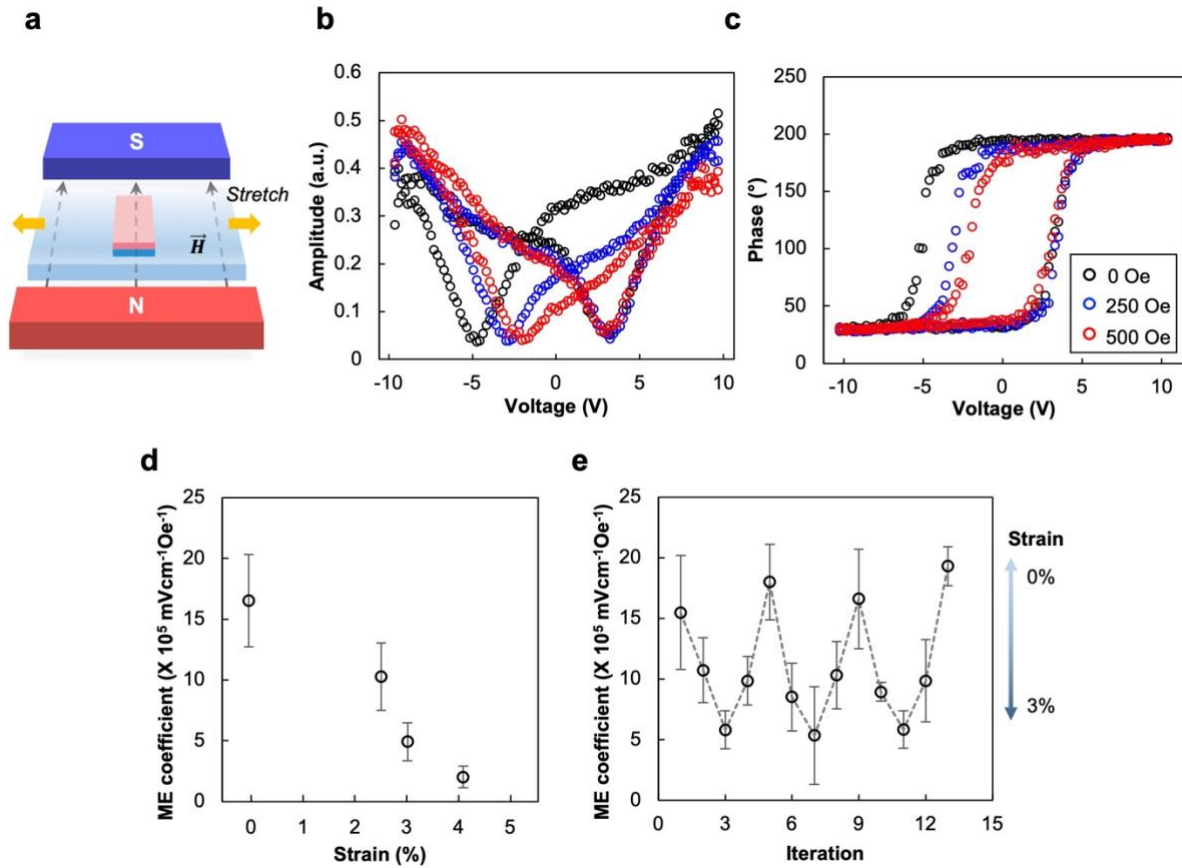 a
S
Stretch
H
N
b
Amplitude (a.u.)
0.6
0.5
0.4
0.3
0.2
0.1
0
-10
-5
0
5
10
Voltage (V)
c
Phase (°)
250
200
150
100
50
0
0 Oe
250 Oe
500 Oe
-10
-5
0
5
10
Voltage (V)
d
ME coefficient (X 10⁵ mVcm⁻¹Oe⁻¹)
25
20
15
10
5
0
0
1
2
3
4
5
Strain (%)
e
ME coefficient (X 10⁵ mVcm⁻¹Oe⁻¹)
25
20
15
10
5
0
0
3
6
9
12
15
Iteration
Strain
0%
3%